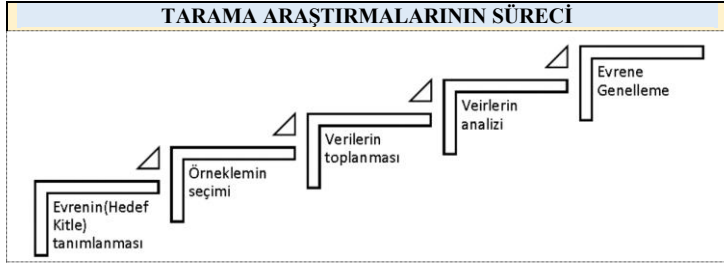 TARAMA ARAŞTIRMALARININ SÜRECİ
Evrenin(Hedef
Kitle)
tanımlanması
Örneklemin
seçimi
Verilerin
toplanması
Veirlerin
analizi
Evrene
Genelleme